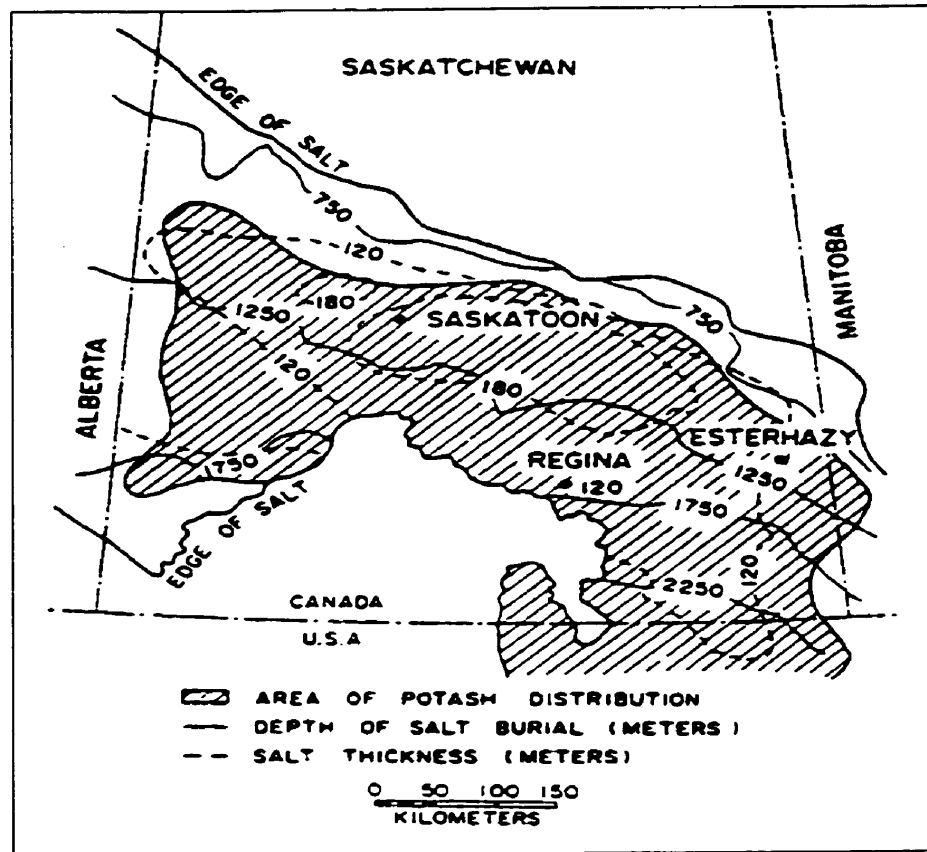 SASKATCHEWAN
EDGE OF SALT
750
120
MANITOBA
180
1250
SASKATOON
750
ALBERTA
120
180
ESTERHAZY
1750
REGINA
120
1250
1750
EDGE OF SALT
120
2250
CANADA
U.S.A
AREA OF POTASH DISTRIBUTION
DEPTH OF SALT BURIAL (METERS)
SALT THICKNESS (METERS)
0 50 100 150
KILOMETERS